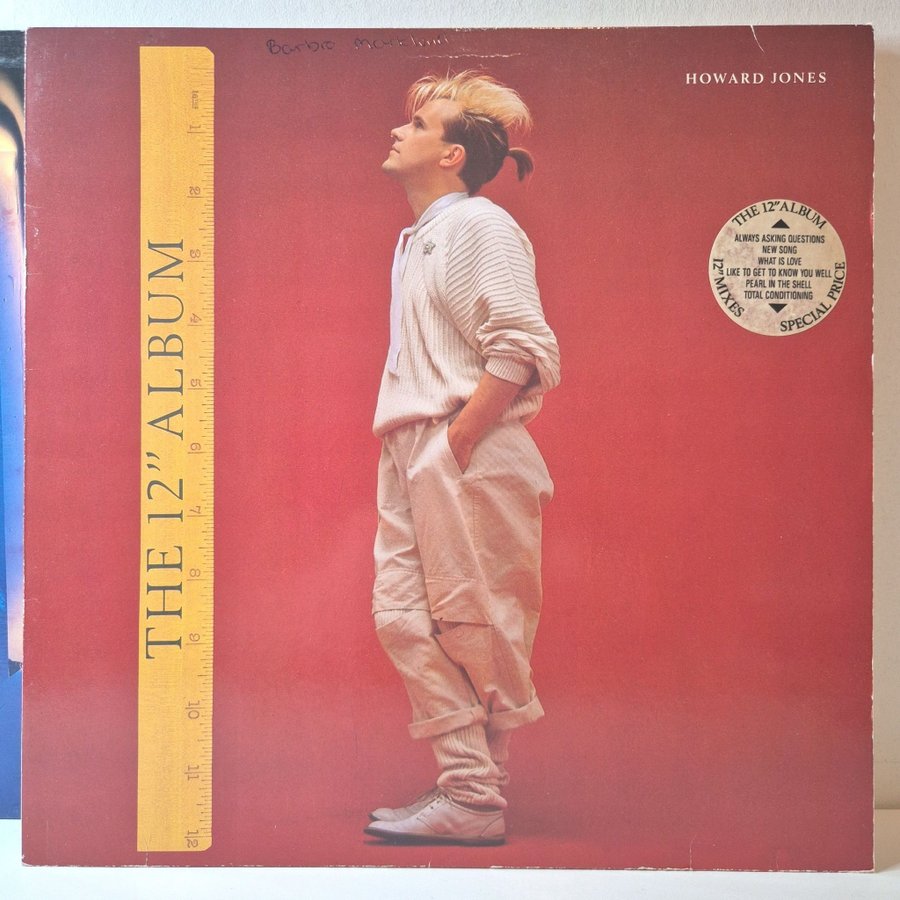 Barbro
HOWARD JONES
THE 12" ALBUM
1
2
3
4
5
6
7
8
9
10
11
12
THE 12" ALBUM
ALWAYS ASKING QUESTIONS
NEW SONG
WHAT IS LOVE
LIKE TO GET TO KNOW YOU WELL
PEARL IN THE SHELL
TOTAL CONDITIONING
12" MIXES
SPECIAL PRICE